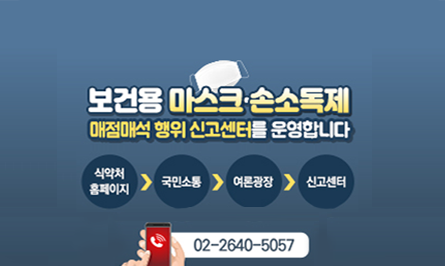 보건용 마스크·손소독제
매점매석 행위 신고센터를 운영합니다
식약처
홈페이지
국민소통
여론광장
신고센터
02-2640-5057